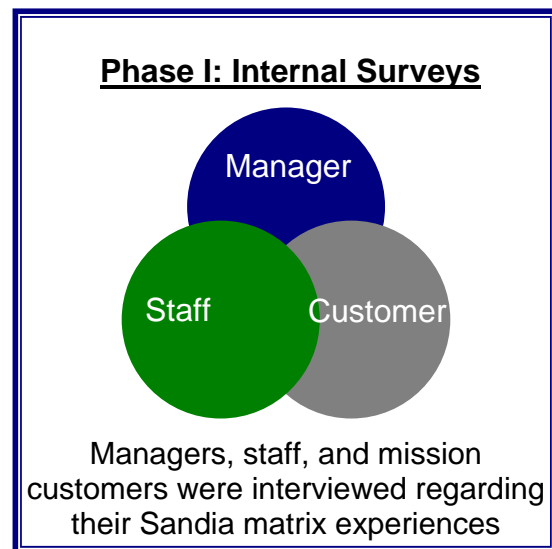 Phase I: Internal Surveys
Manager
Staff
Customer
Managers, staff, and mission
customers were interviewed regarding
their Sandia matrix experiences